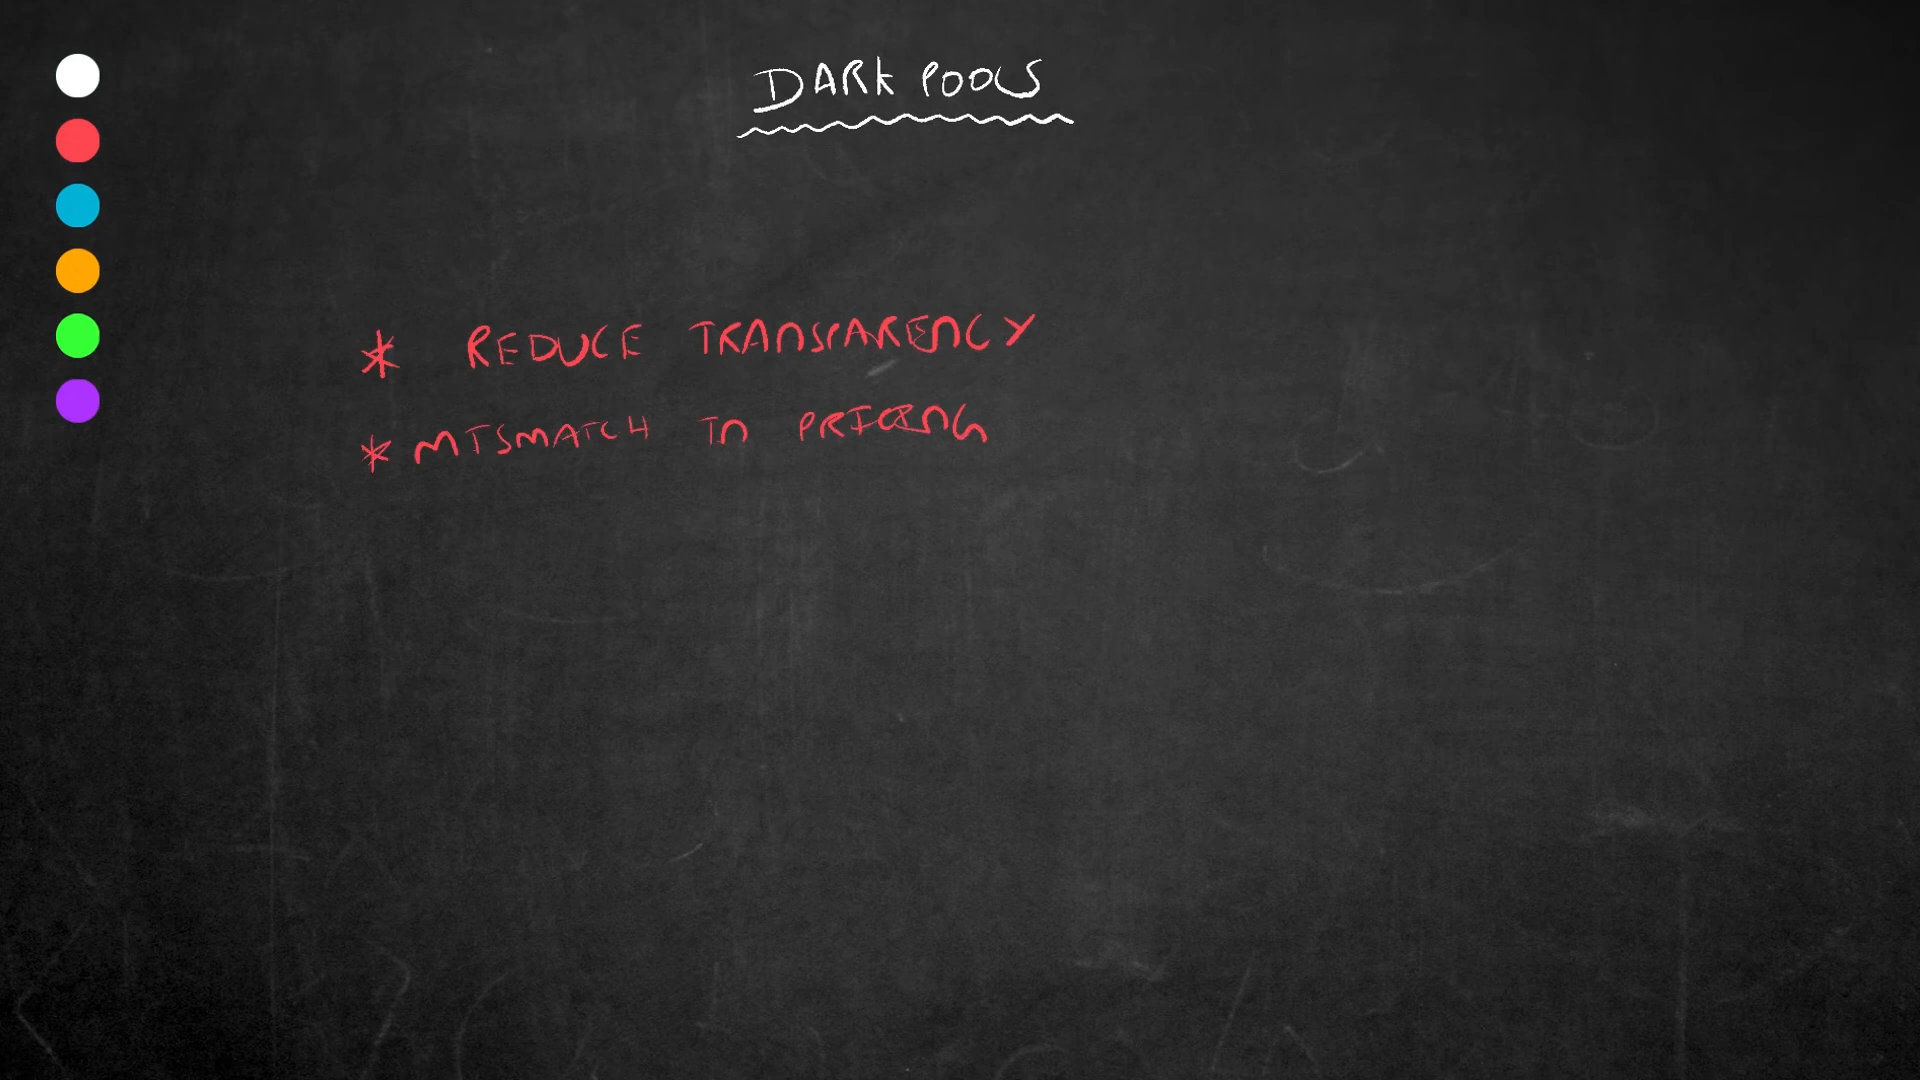 DARK POOLS
* REDUCE TRANSPARENCY
* MISMATCH IN PRICING